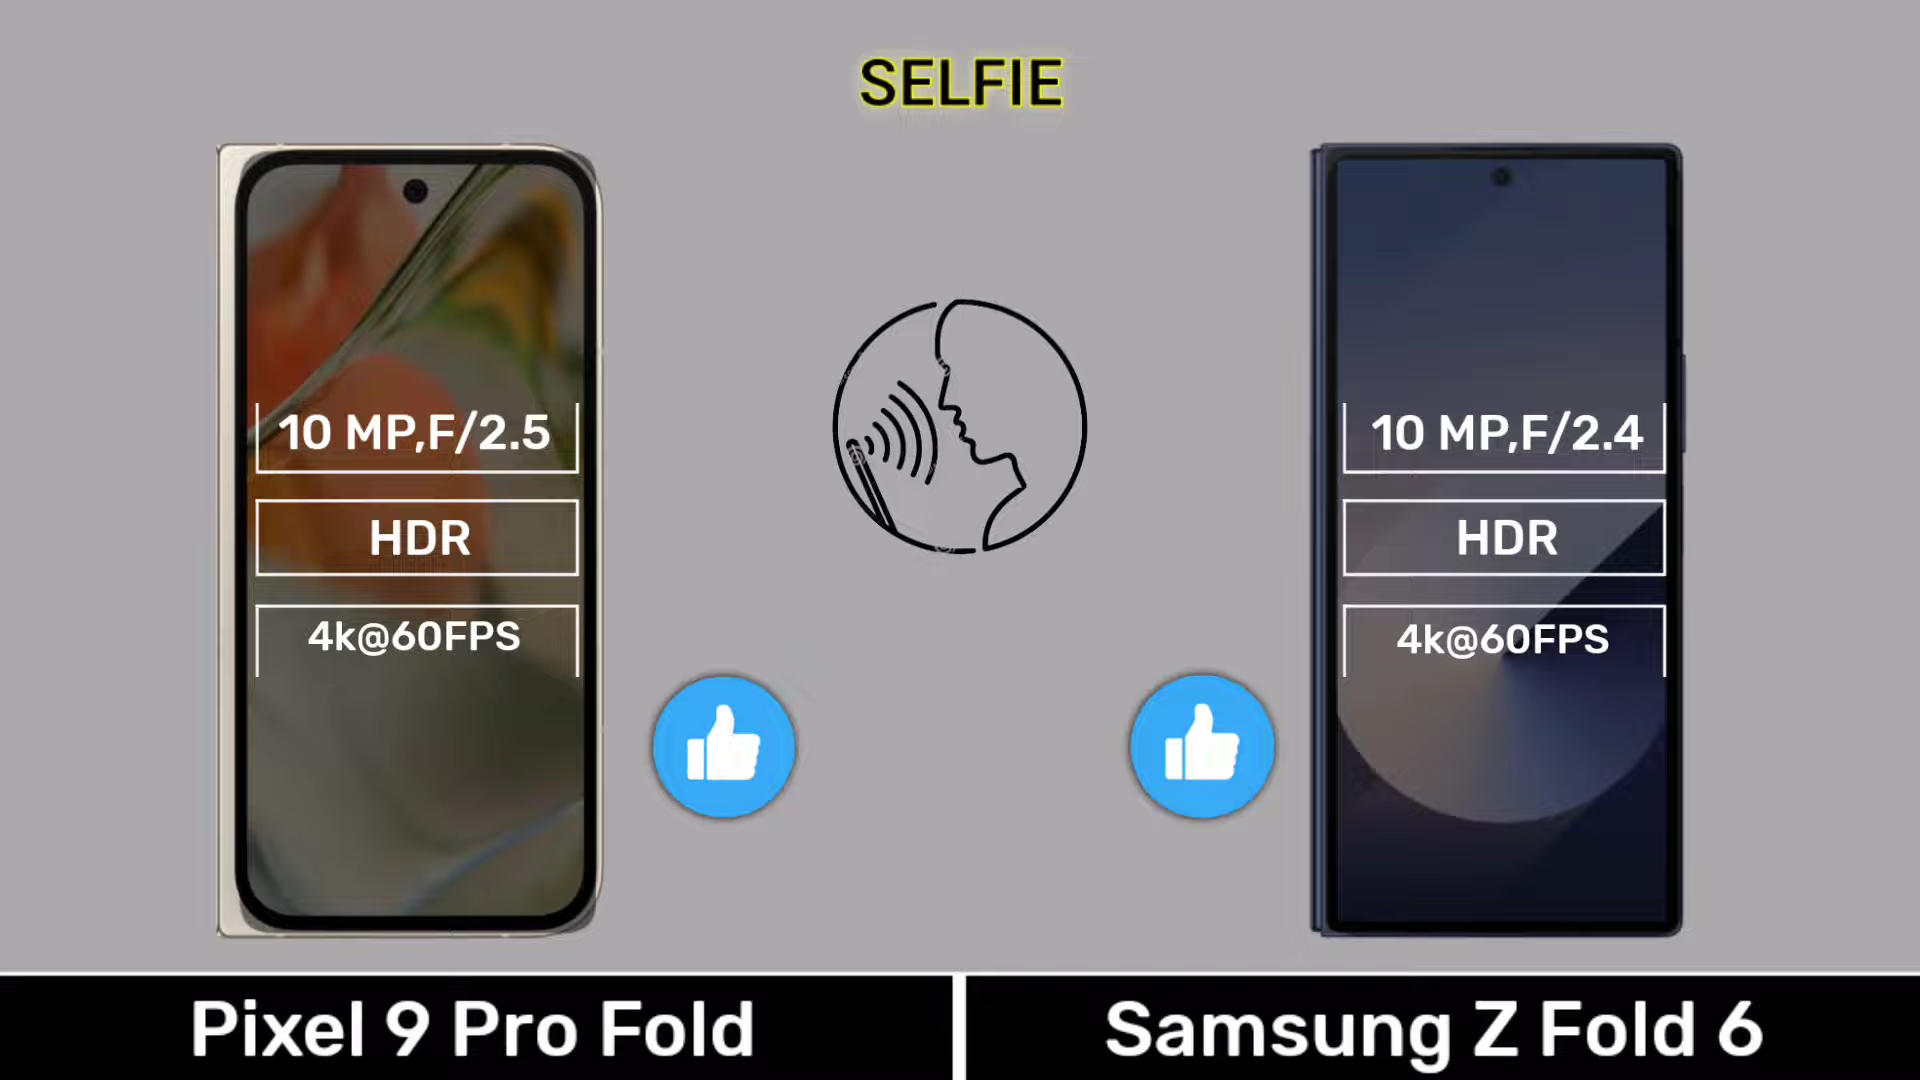 SELFIE
10 MP,F/2.5
HDR
4k@60FPS
10 MP,F/2.4
HDR
4k@60FPS
Pixel 9 Pro Fold
Samsung Z Fold 6